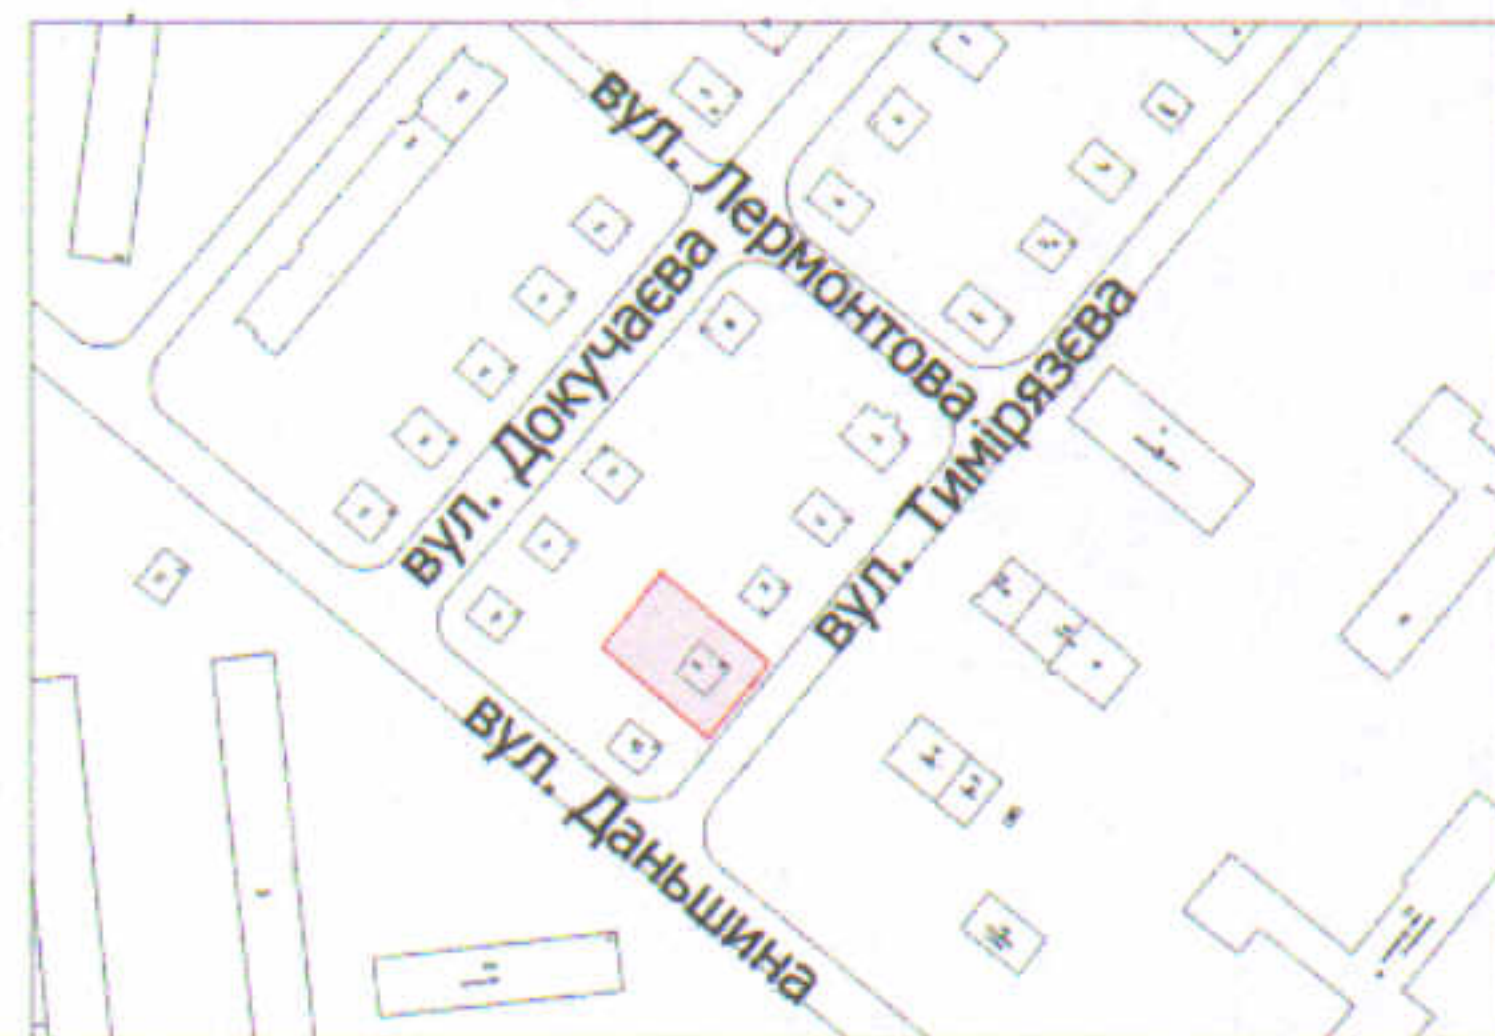 вул. Лермонтова
вул. Докучаєва
вул. Тимірязєва
вул. Даньшина